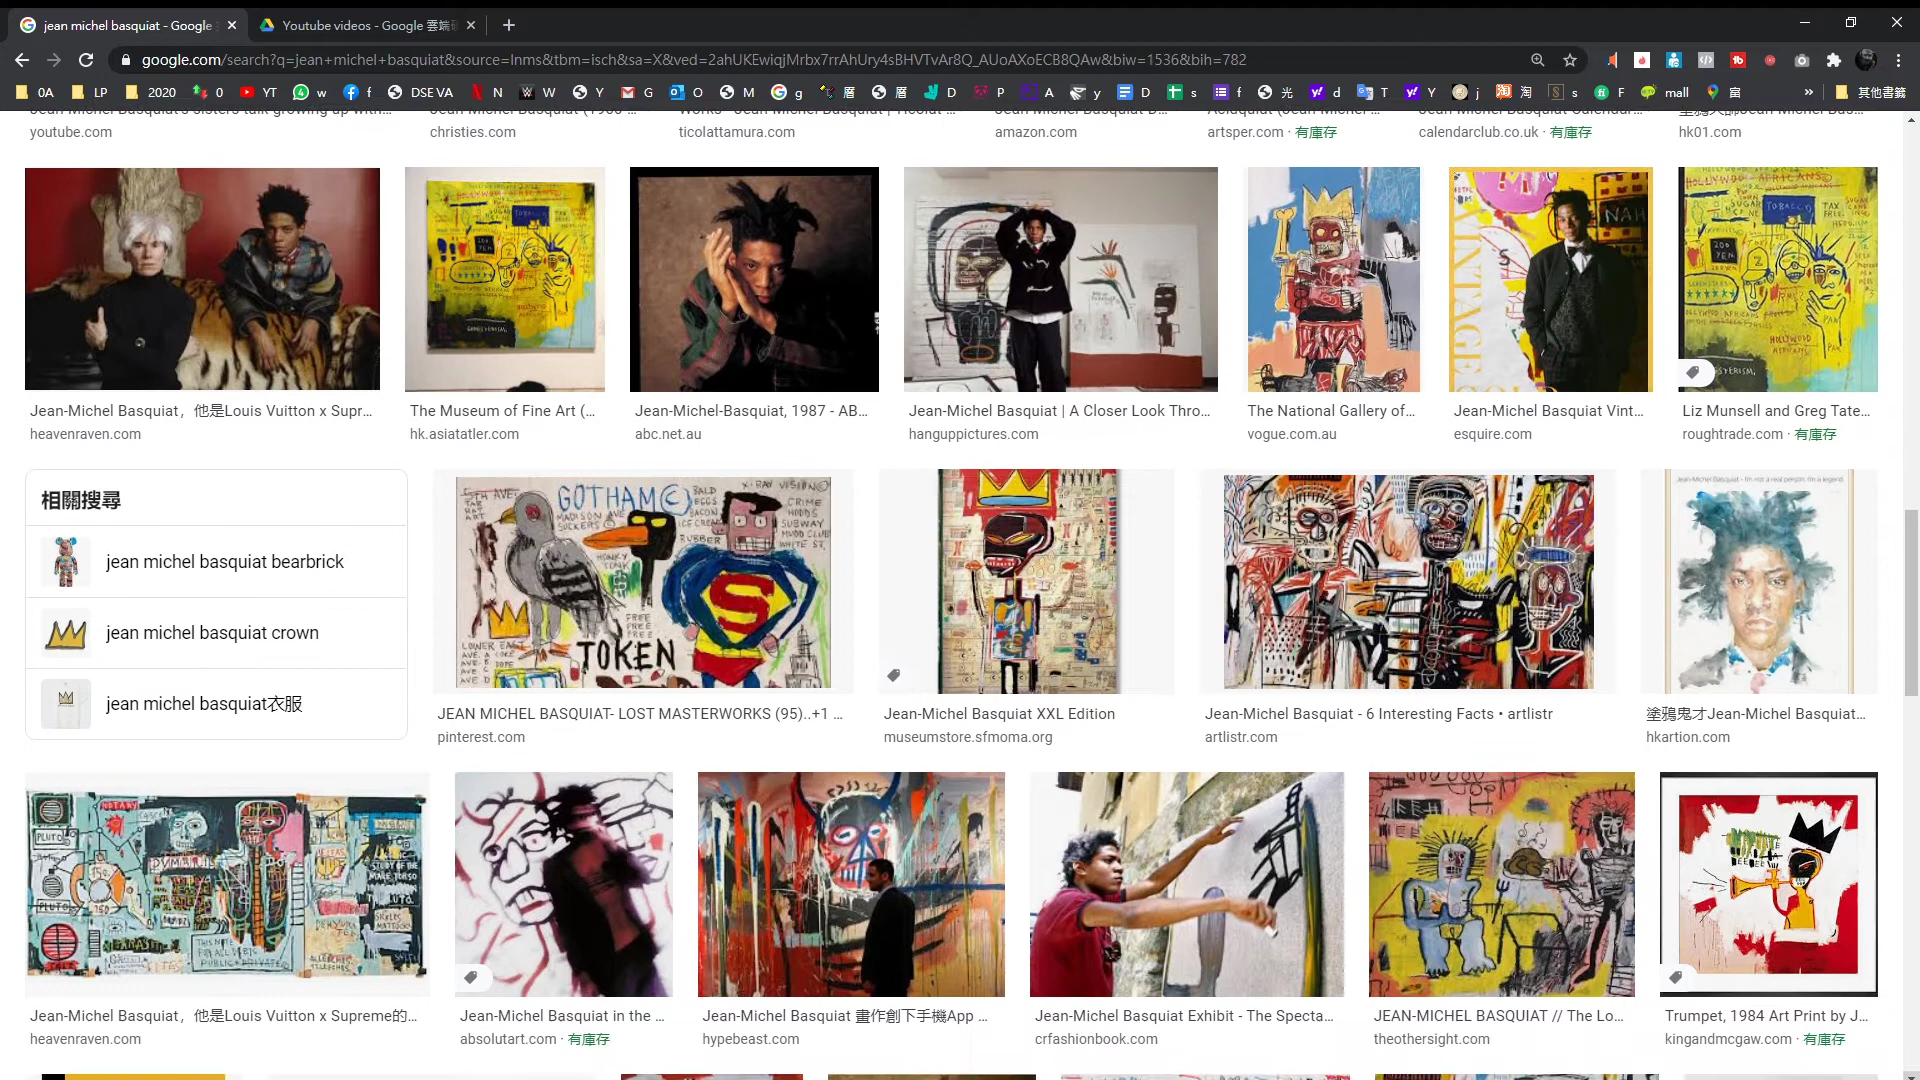 jean michel basquiat - Google
Youtube videos - Google 雲端
google.com/search?q=jean+michel+basquiat&source=lnms&tbm=isch&sa=X&ved=2ahUKEwiqjMrbx7rrAhUry4sBHVTvAr8Q_AUoAXoECB8QAw&biw=1536&bih=782
0A LP 2020 0 YT w f DSE VA N W Y G O M g 層 層 D P A y D s f 光 d T Y j 淘 s F mall 窟 » 其他書籤
youtube.com
christies.com
ticolattamura.com
amazon.com
artsper.com · 有庫存
calendarclub.co.uk · 有庫存
hk01.com
Jean-Michel Basquiat，他是Louis Vuitton x Supr...
heavenraven.com
The Museum of Fine Art (...
hk.asiatatler.com
Jean-Michel-Basquiat, 1987 - AB...
abc.net.au
Jean-Michel Basquiat | A Closer Look Thro...
hanguppictures.com
The National Gallery of...
vogue.com.au
Jean-Michel Basquiat Vint...
esquire.com
Liz Munsell and Greg Tate...
roughtrade.com · 有庫存
相關搜尋
jean michel basquiat bearbrick
jean michel basquiat crown
jean michel basquiat衣服
GOTHAM©
TOKEN
JEAN MICHEL BASQUIAT- LOST MASTERWORKS (95)..+1 ...
pinterest.com
Jean-Michel Basquiat XXL Edition
museumstore.sfmoma.org
Jean-Michel Basquiat - 6 Interesting Facts • artlistr
artlistr.com
塗鴉鬼才Jean-Michel Basquiat...
hkartion.com
Jean-Michel Basquiat，他是Louis Vuitton x Supreme的...
heavenraven.com
Jean-Michel Basquiat in the ...
absolutart.com · 有庫存
Jean-Michel Basquiat 畫作創下手機App ...
hypebeast.com
Jean-Michel Basquiat Exhibit - The Specta...
crfashionbook.com
JEAN-MICHEL BASQUIAT // The Lo...
theothersight.com
Trumpet, 1984 Art Print by J...
kingandmcgaw.com · 有庫存